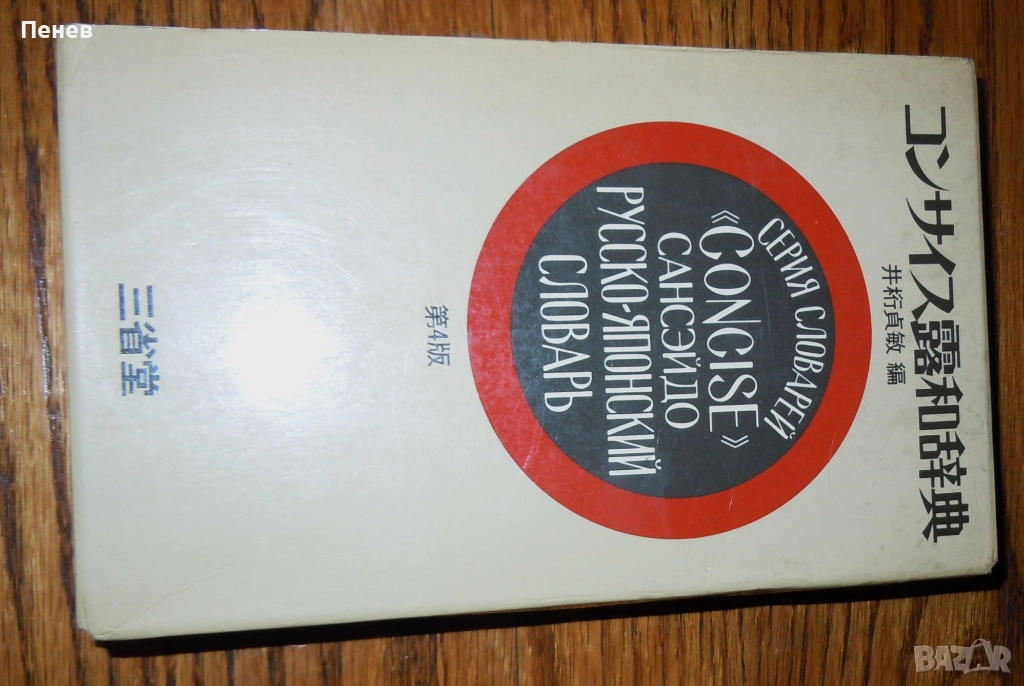 Пенев
コンサイス露和辞典
井桁貞敏 編
СЕРИЯ СЛОВАРЕЙ
«CONCISE»
САНСЭЙДО
РУССКО-ЯПОНСКИЙ
СЛОВАРЬ
第4版
三省堂
BAZAR